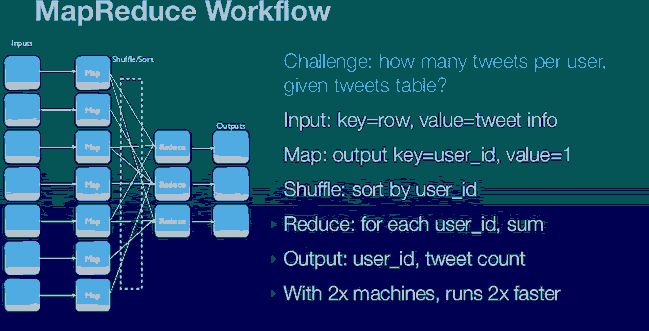 MapReduce Workflow
Inputs
Shuffle/Sort
Map
Map
Map
Map
Map
Map
Map
Reduce
Reduce
Reduce
Outputs
Challenge: how many tweets per user,
given tweets table?
Input: key=row, value=tweet info
Map: output key=user_id, value=1
Shuffle: sort by user_id
Reduce: for each user_id, sum
Output: user_id, tweet count
With 2x machines, runs 2x faster